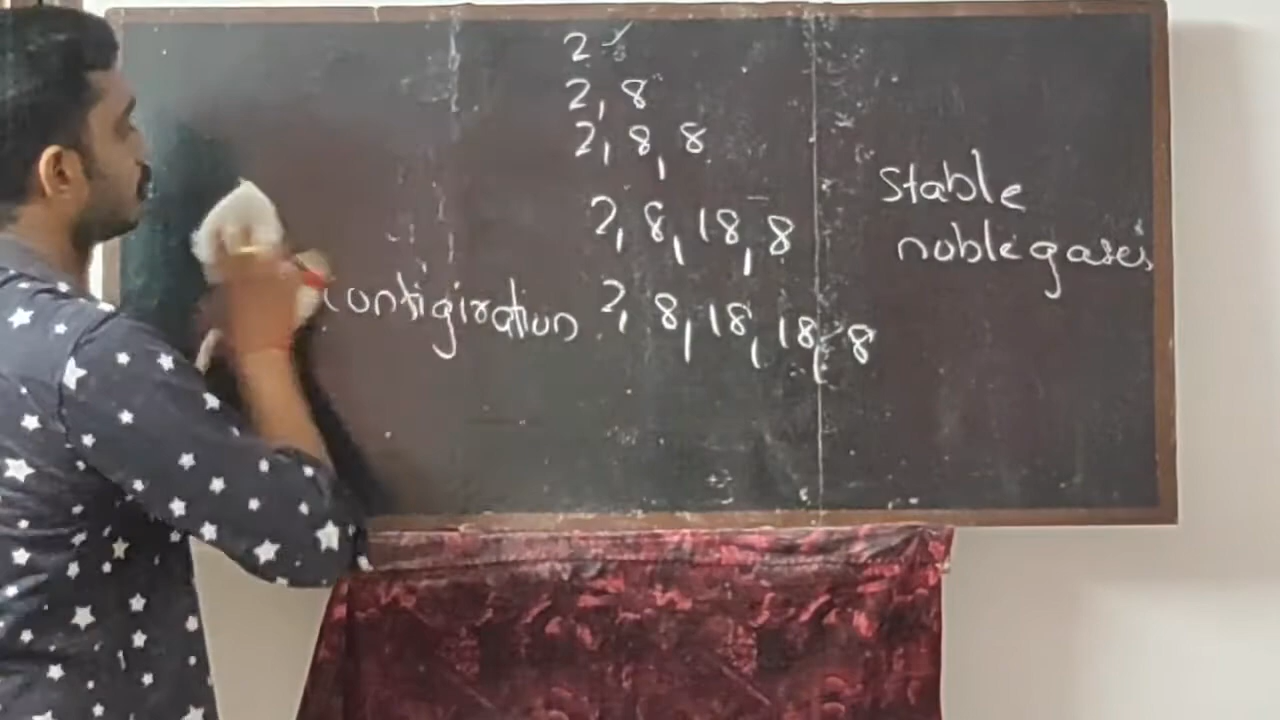 2
2, 8
2, 8, 8
2, 8, 18, 8
configiration 2, 8, 18, 18, 8
Stable
noble gases